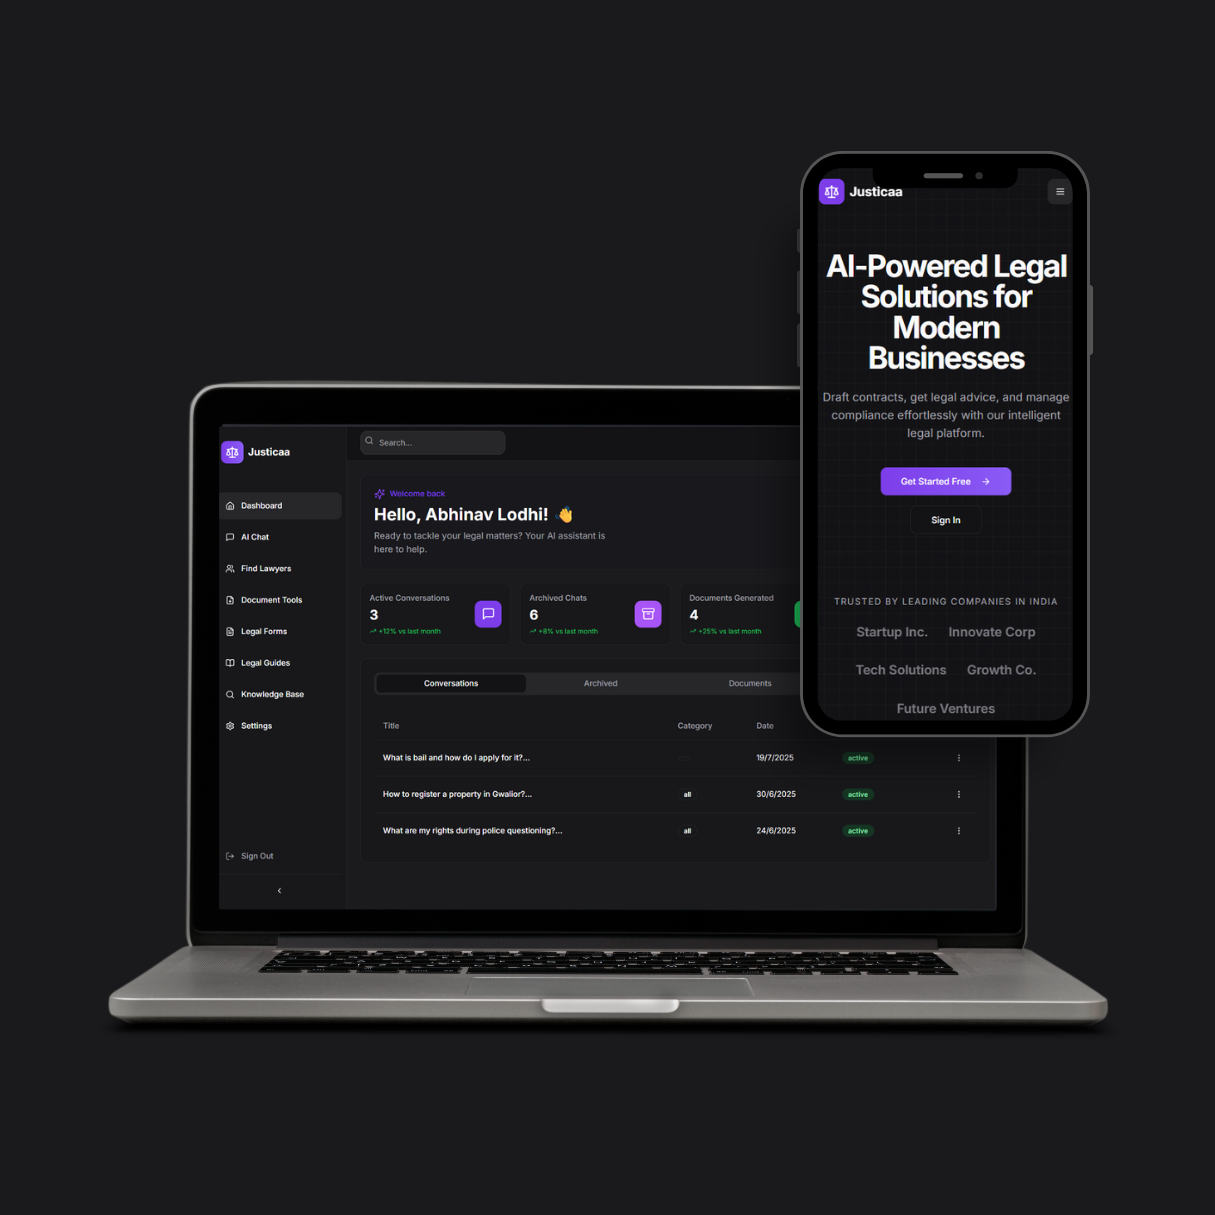 Justicaa
AI-Powered Legal
Solutions for
Modern
Businesses
Draft contracts, get legal advice, and manage
compliance effortlessly with our intelligent
legal platform.
Get Started Free
Sign In
TRUSTED BY LEADING COMPANIES IN INDIA
Startup Inc. Innovate Corp
Tech Solutions Growth Co.
Future Ventures
Justicaa
Dashboard
AI Chat
Find Lawyers
Document Tools
Legal Forms
Legal Guides
Knowledge Base
Settings
Sign Out
Search...
Welcome back
Hello, Abhinav Lodhi! 👋
Ready to tackle your legal matters? Your AI assistant is
here to help.
Active Conversations
3
+12% vs last month
Archived Chats
6
+8% vs last month
Documents Generated
4
+25% vs last month
Conversations Archived Documents
Title Category Date
What is bail and how do I apply for it?... 19/7/2025 active
How to register a property in Gwalior?... all 30/6/2025 active
What are my rights during police questioning?... all 24/6/2025 active